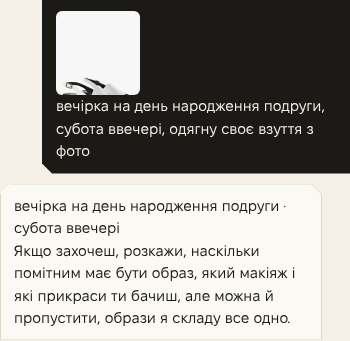 вечірка на день народження подруги,
субота ввечері, одягну своє взуття з
фото
вечірка на день народження подруги ·
субота ввечері
Якщо захочеш, розкажи, наскільки
помітним має бути образ, який макіяж і
які прикраси ти бачиш, але можна й
пропустити, образи я складу все одно.